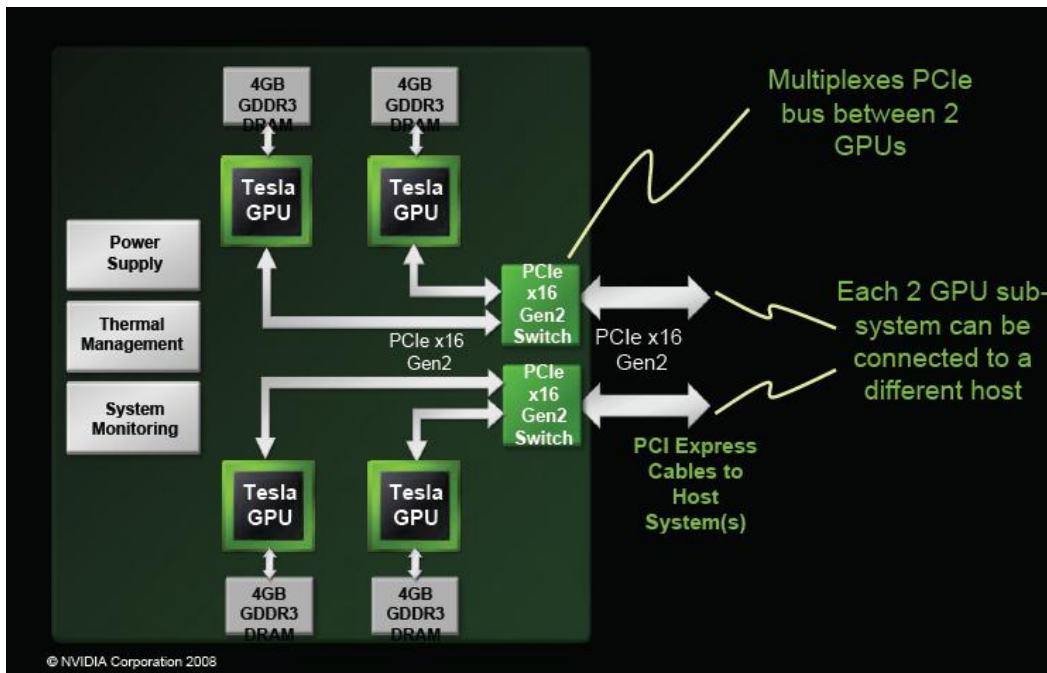 4GB
GDDR3
DRAM
4GB
GDDR3
DRAM
Multiplexes PCIe
bus between 2
GPUs
Tesla
GPU
Tesla
GPU
Power
Supply
Thermal
Management
System
Monitoring
PCIe
x16
Gen2
Switch
PCIe x16
Gen2
PCIe x16
Gen2
Each 2 GPU sub-
system can be
connected to a
different host
PCIe
x16
Gen2
Switch
PCI Express
Cables to
Host
System(s)
Tesla
GPU
Tesla
GPU
4GB
GDDR3
DRAM
4GB
GDDR3
DRAM
© NVIDIA Corporation 2008